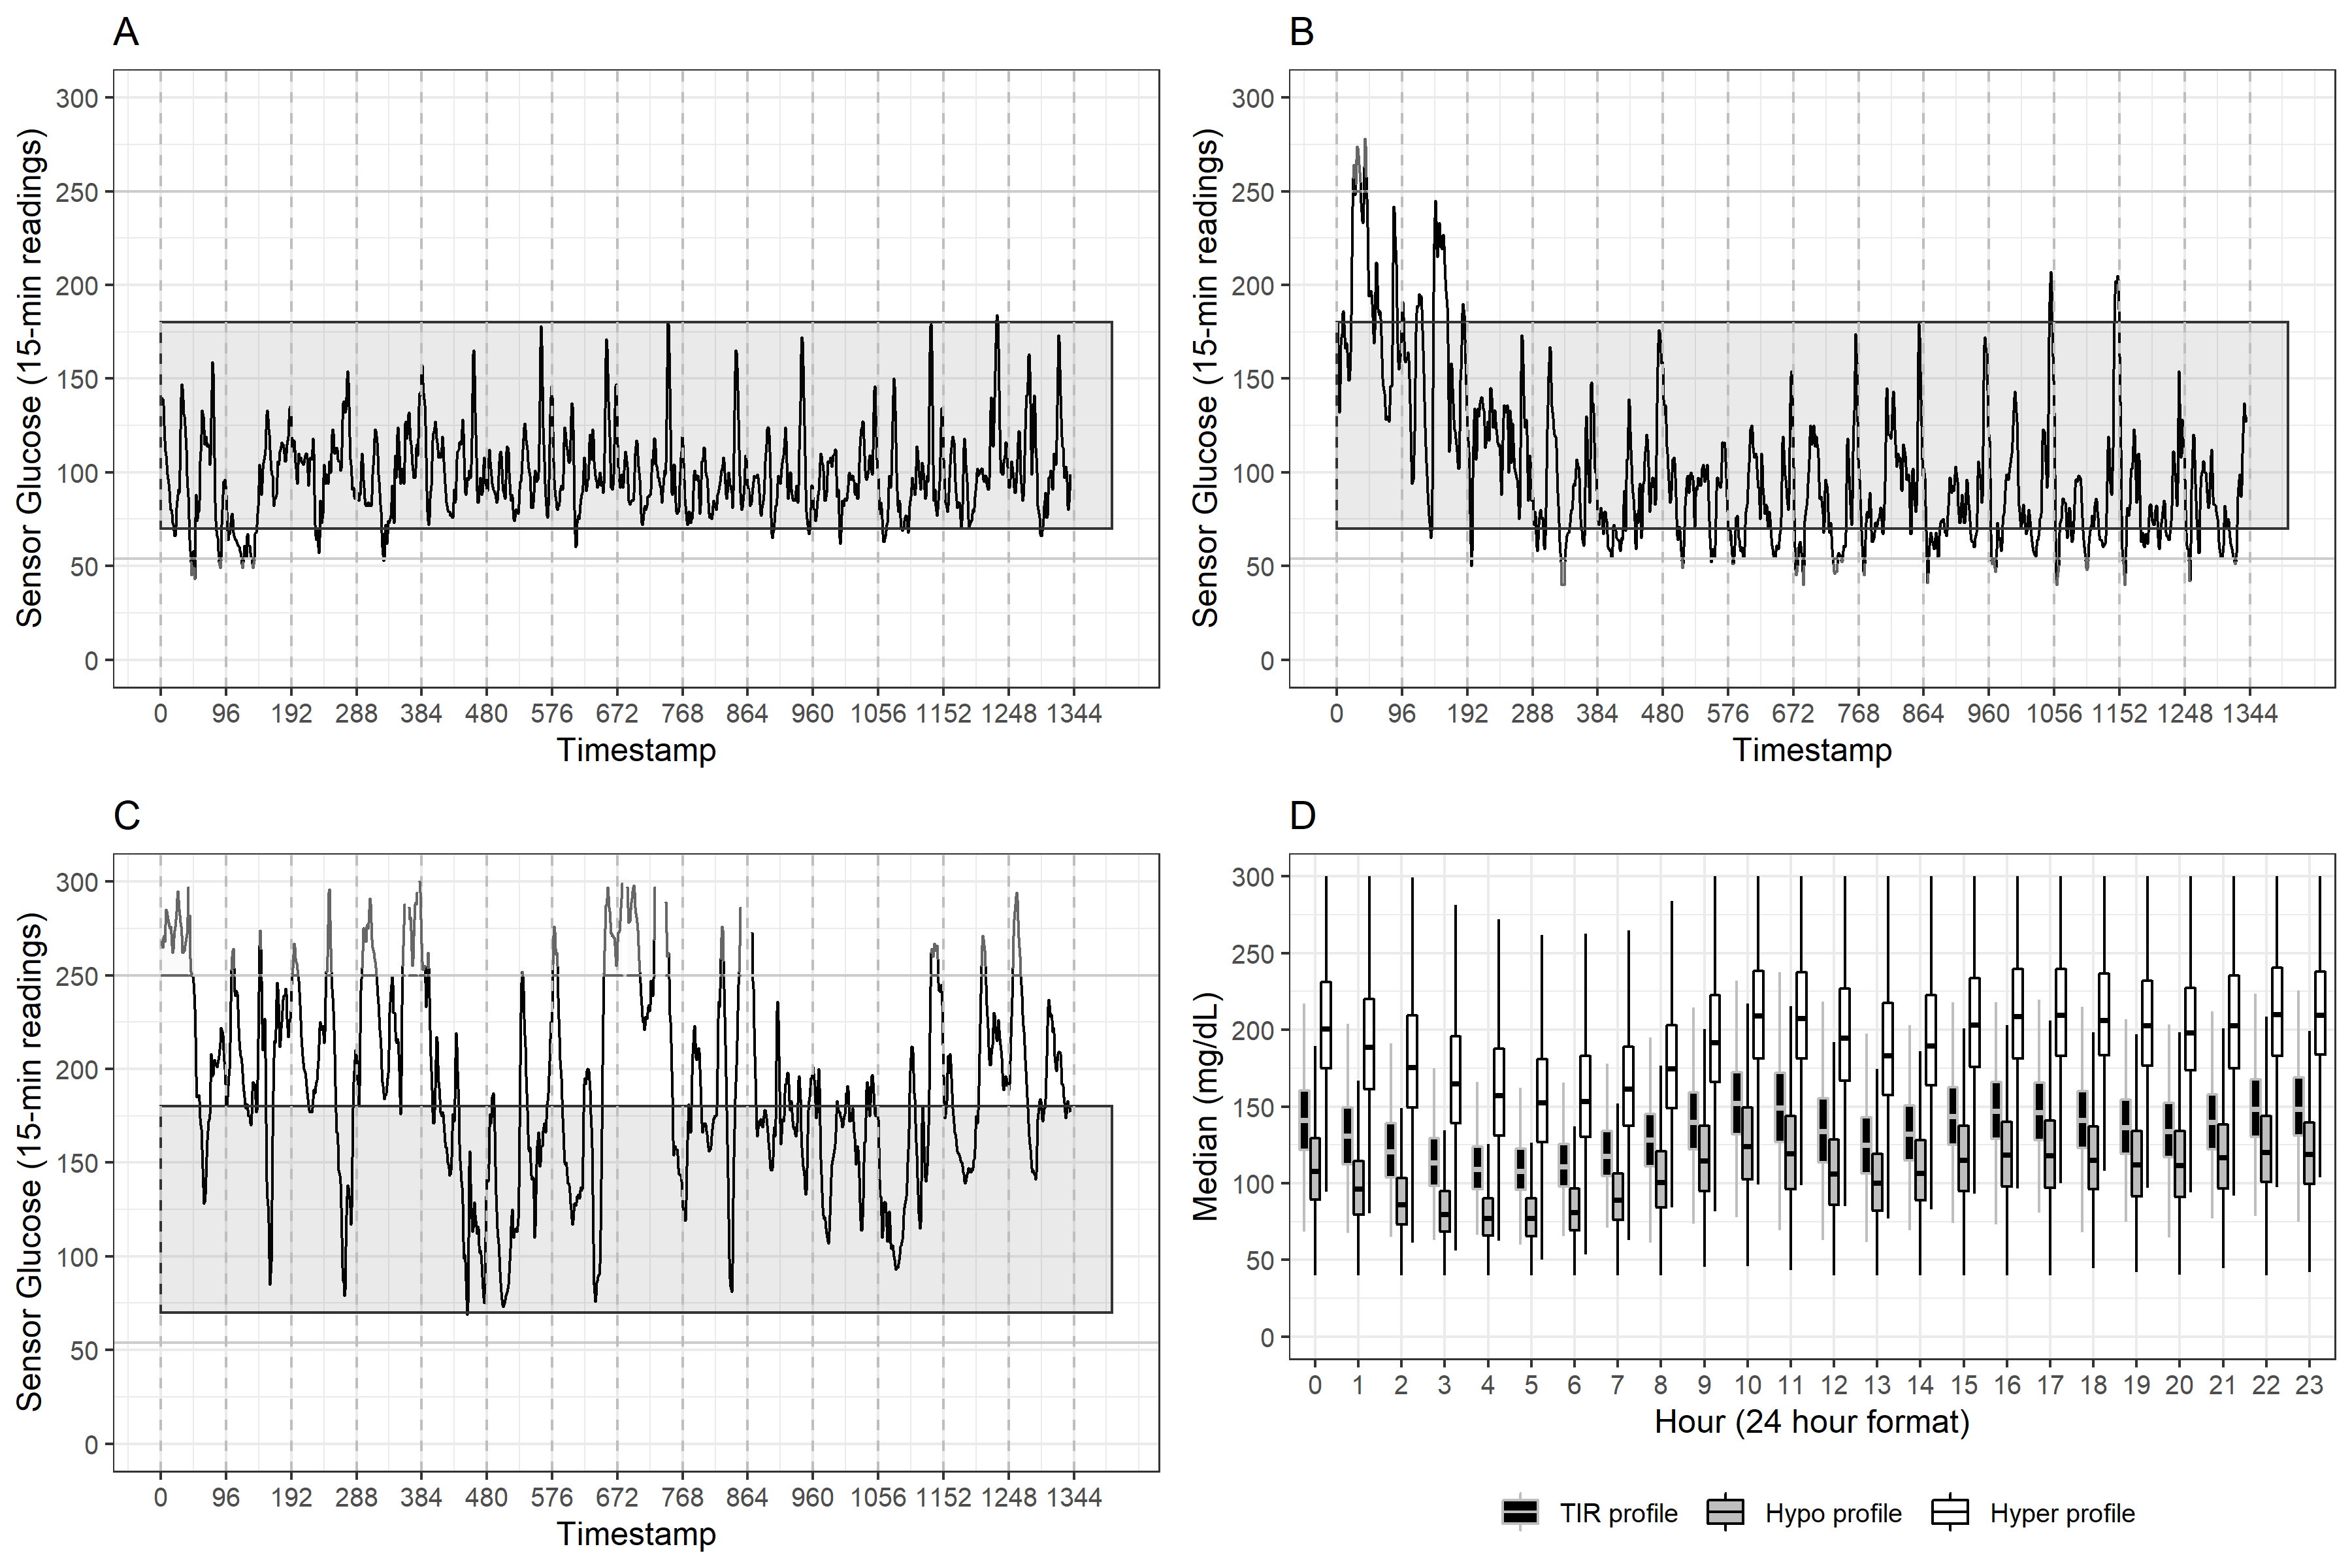 A
Sensor Glucose (15-min readings)
300
250
200
150
100
50
0
0 96 192 288 384 480 576 672 768 864 960 1056 1152 1248 1344
Timestamp
B
Sensor Glucose (15-min readings)
300
250
200
150
100
50
0
0 96 192 288 384 480 576 672 768 864 960 1056 1152 1248 1344
Timestamp
C
Sensor Glucose (15-min readings)
300
250
200
150
100
50
0
0 96 192 288 384 480 576 672 768 864 960 1056 1152 1248 1344
Timestamp
D
Median (mg/dL)
300
250
200
150
100
50
0
0 1 2 3 4 5 6 7 8 9 10 11 12 13 14 15 16 17 18 19 20 21 22 23
Hour (24 hour format)
TIR profile Hypo profile Hyper profile